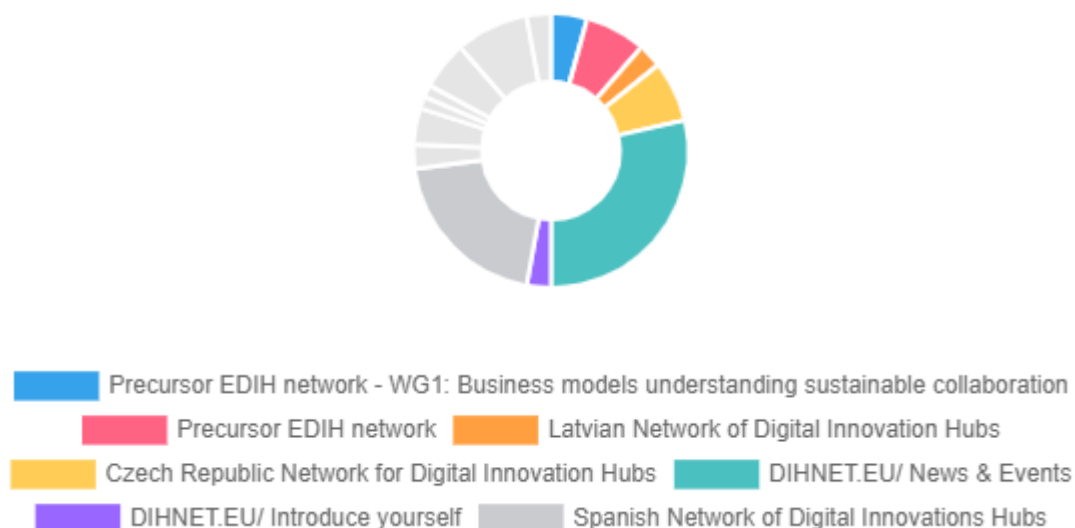 Precursor EDIH network - WG1: Business models understanding sustainable collaboration
Precursor EDIH network Latvian Network of Digital Innovation Hubs
Czech Republic Network for Digital Innovation Hubs DIHNET.EU/ News & Events
DIHNET.EU/ Introduce yourself Spanish Network of Digital Innovations Hubs